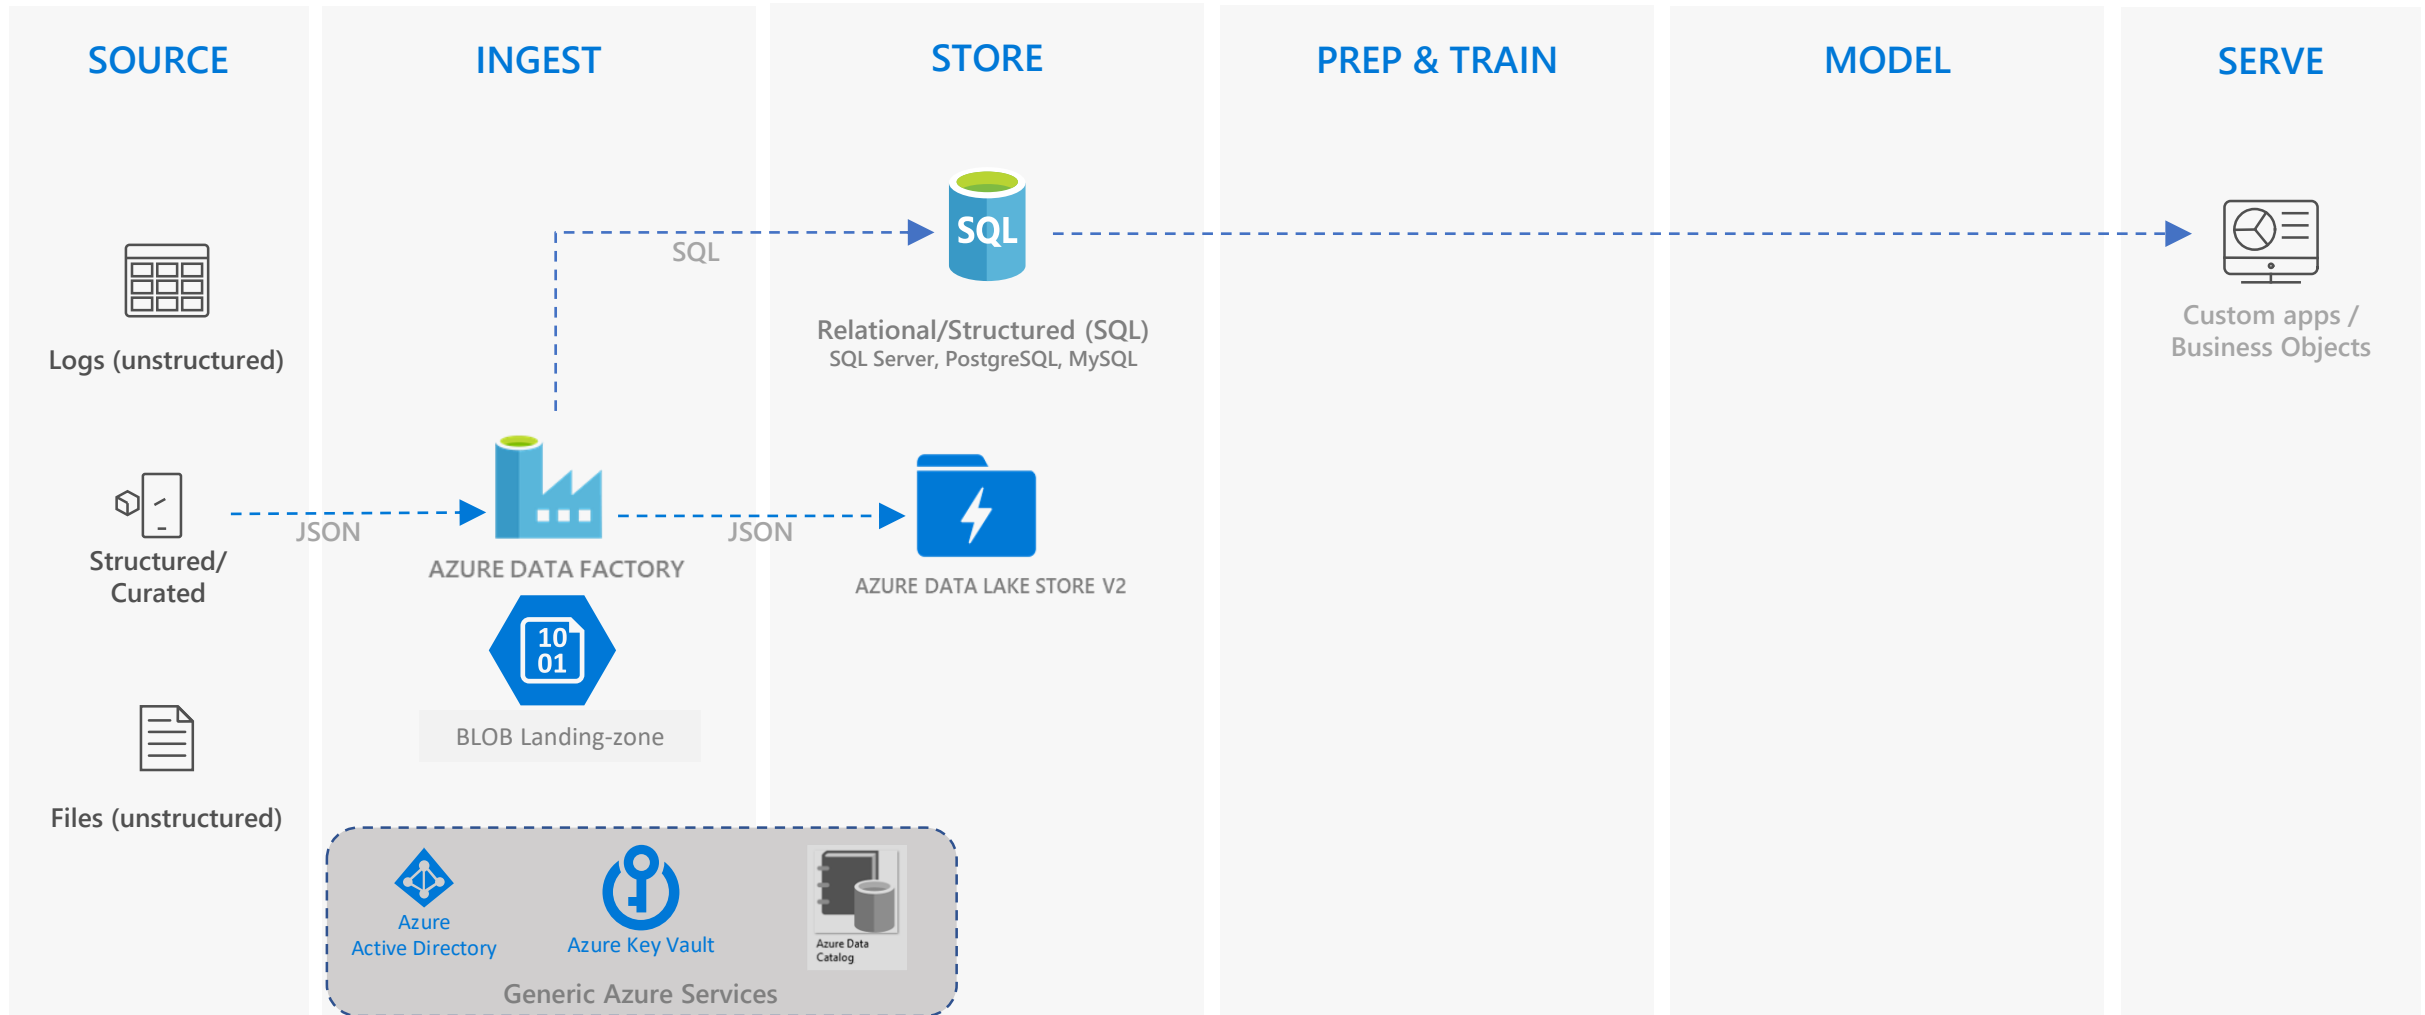 SOURCE
INGEST
STORE
PREP & TRAIN
MODEL
SERVE
SQL
SQL
Relational/Structured (SQL)
SQL Server, PostgreSQL, MySQL
Custom apps /
Business Objects
Logs (unstructured)
JSON
JSON
Structured/
Curated
AZURE DATA FACTORY
AZURE DATA LAKE STORE V2
10
01
BLOB Landing-zone
Files (unstructured)
Azure
Active Directory
Azure Key Vault
Azure Data
Catalog
Generic Azure Services